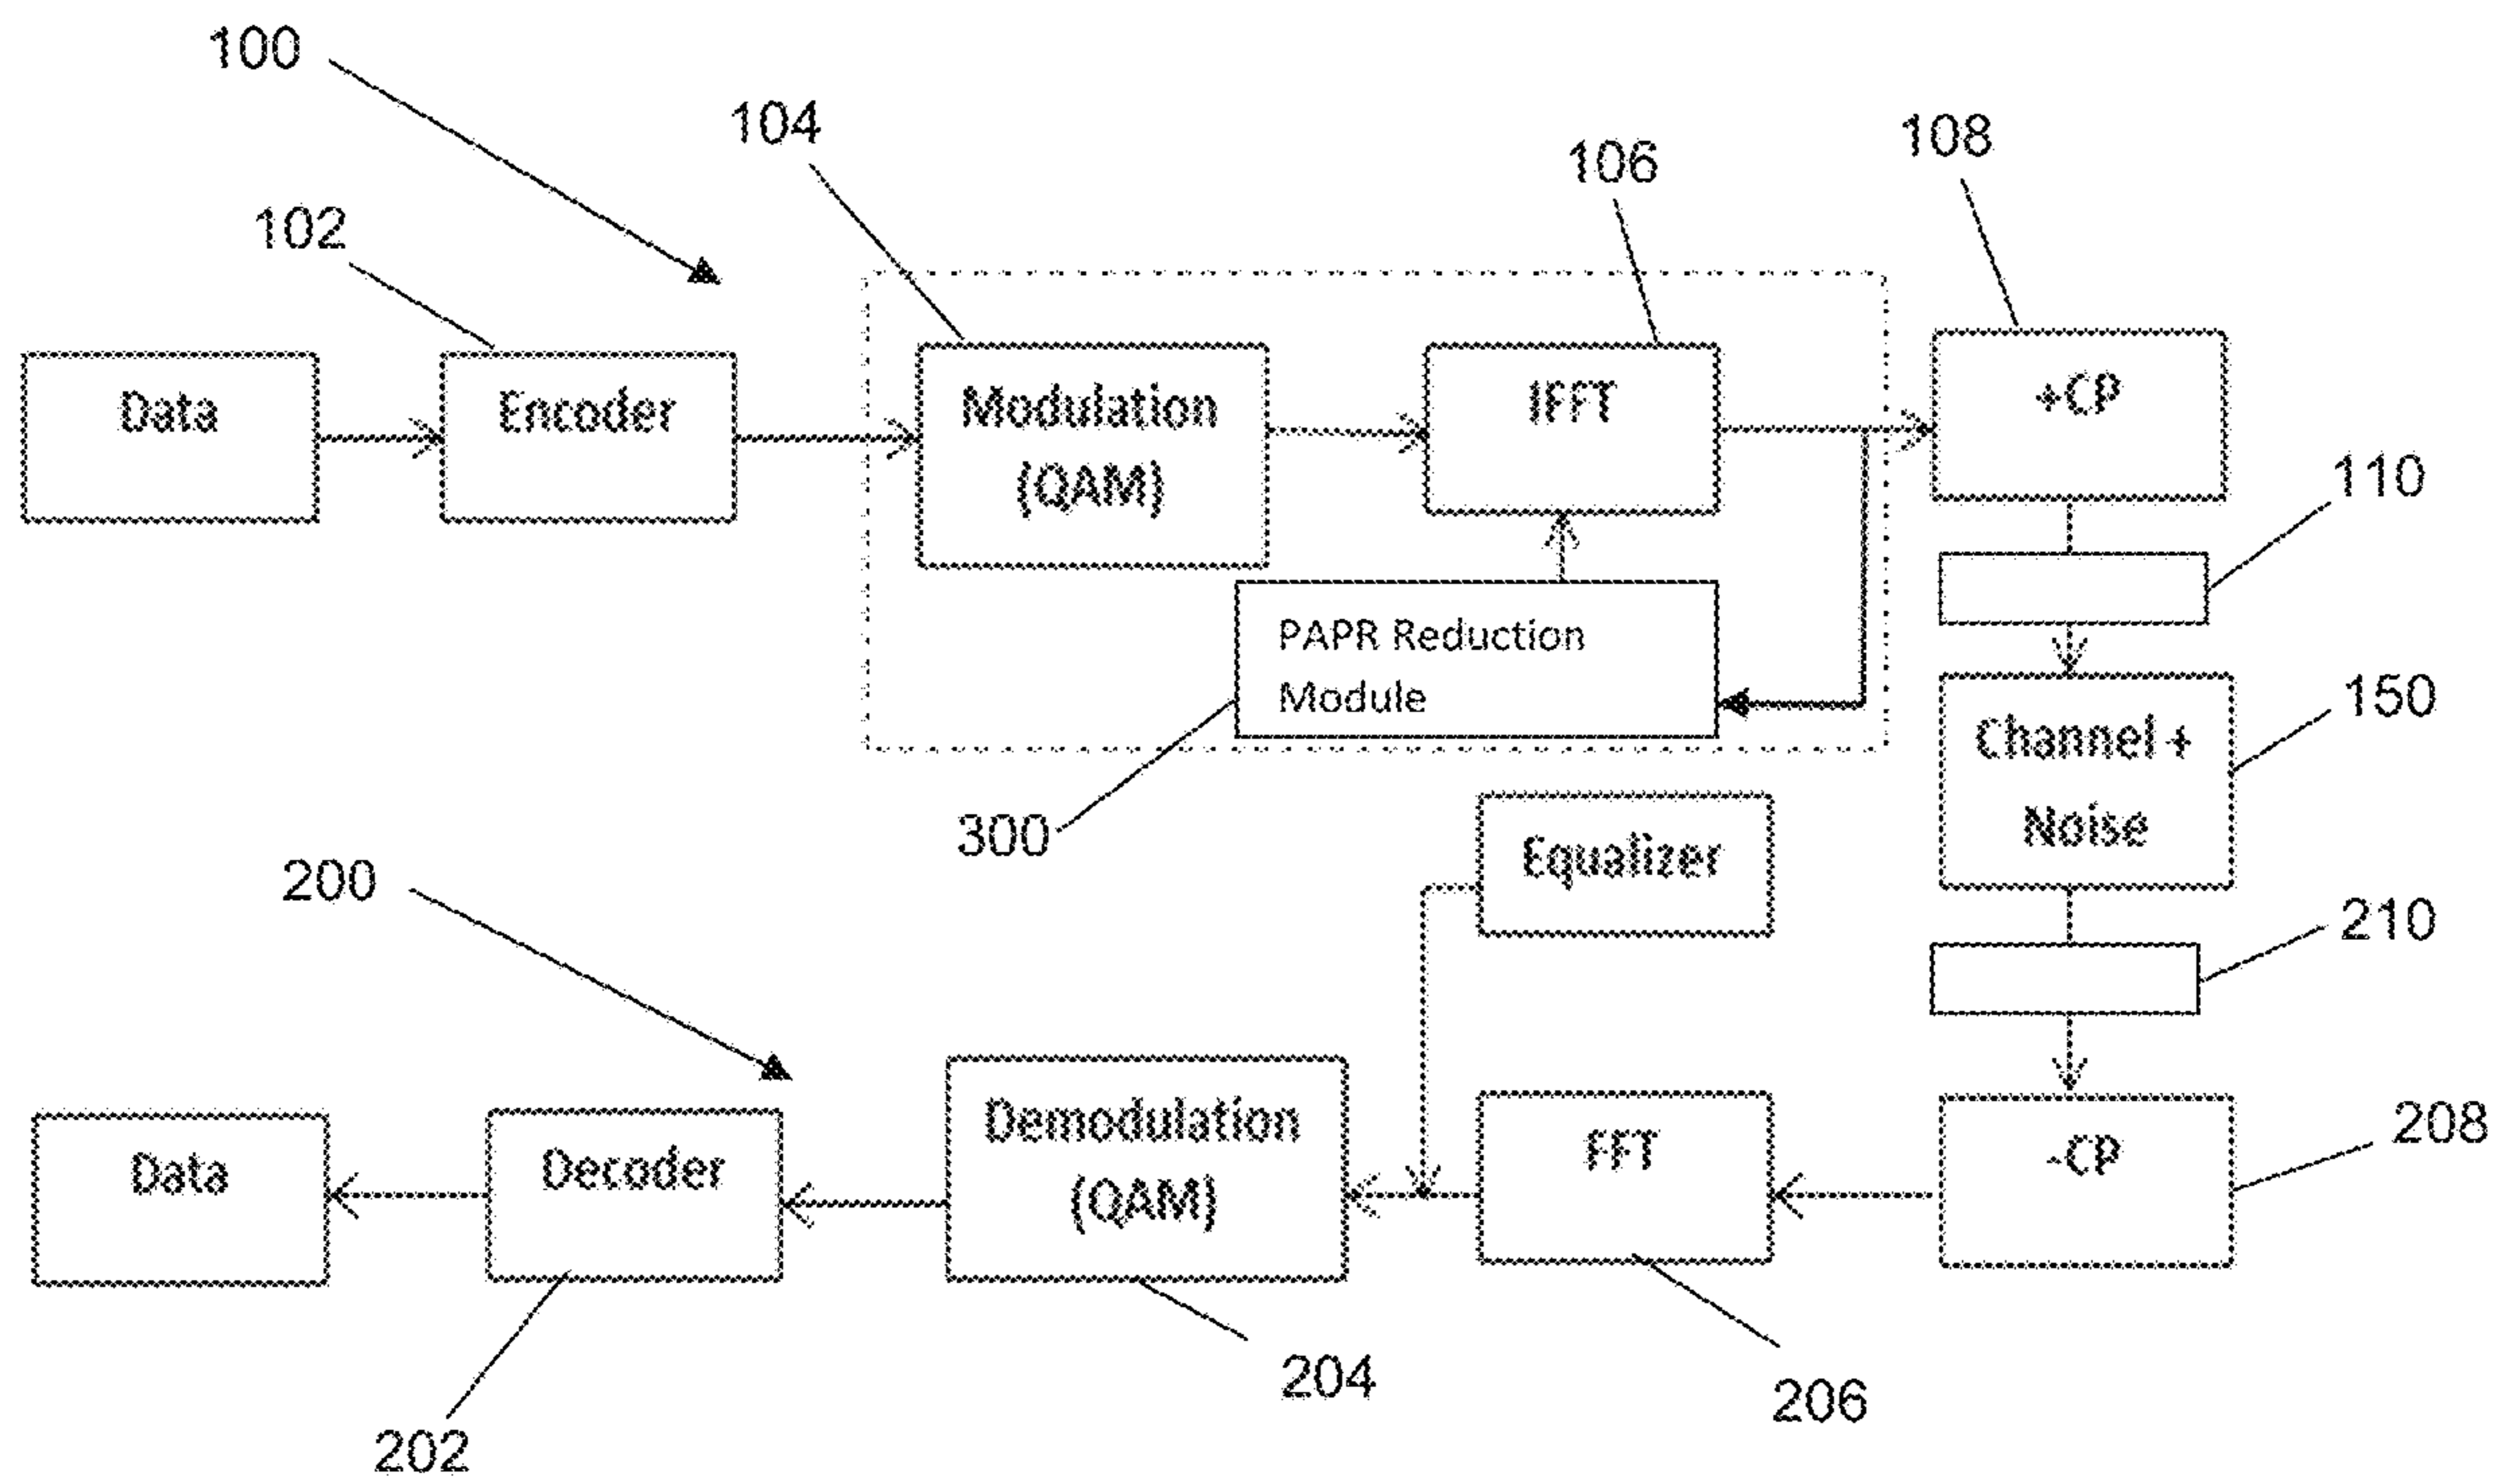 100
104
106
108
102
Data
Encoder
Modulation
(QAM)
IFFT
+CP
110
PAPR Reduction
Module
150
Channel +
Noise
300
Equalizer
200
210
Demodulation
(QAM)
FFT
-CP
208
Data
Decoder
204
206
202